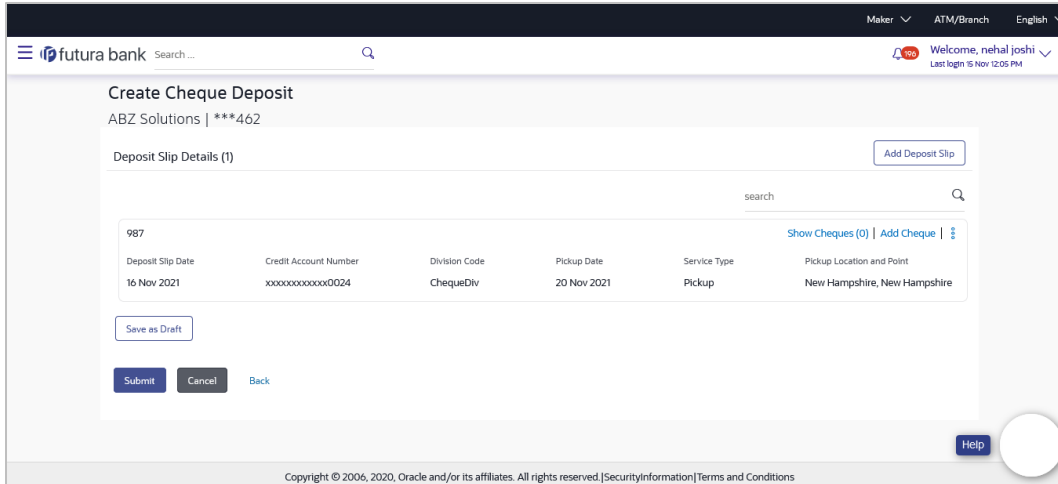 Maker ATM/Branch English
futura bank Search ... 196 Welcome, nehal joshi
Last login 15 Nov 12:05 PM
Create Cheque Deposit
ABZ Solutions | ***462
Deposit Slip Details (1) Add Deposit Slip
search
987 Show Cheques (0) | Add Cheque |
Deposit Slip Date Credit Account Number Division Code Pickup Date Service Type Pickup Location and Point
16 Nov 2021 xxxxxxxxxxxx0024 ChequeDiv 20 Nov 2021 Pickup New Hampshire, New Hampshire
Save as Draft
Submit Cancel Back
Help
Copyright © 2006, 2020, Oracle and/or its affiliates. All rights reserved.|SecurityInformation|Terms and Conditions